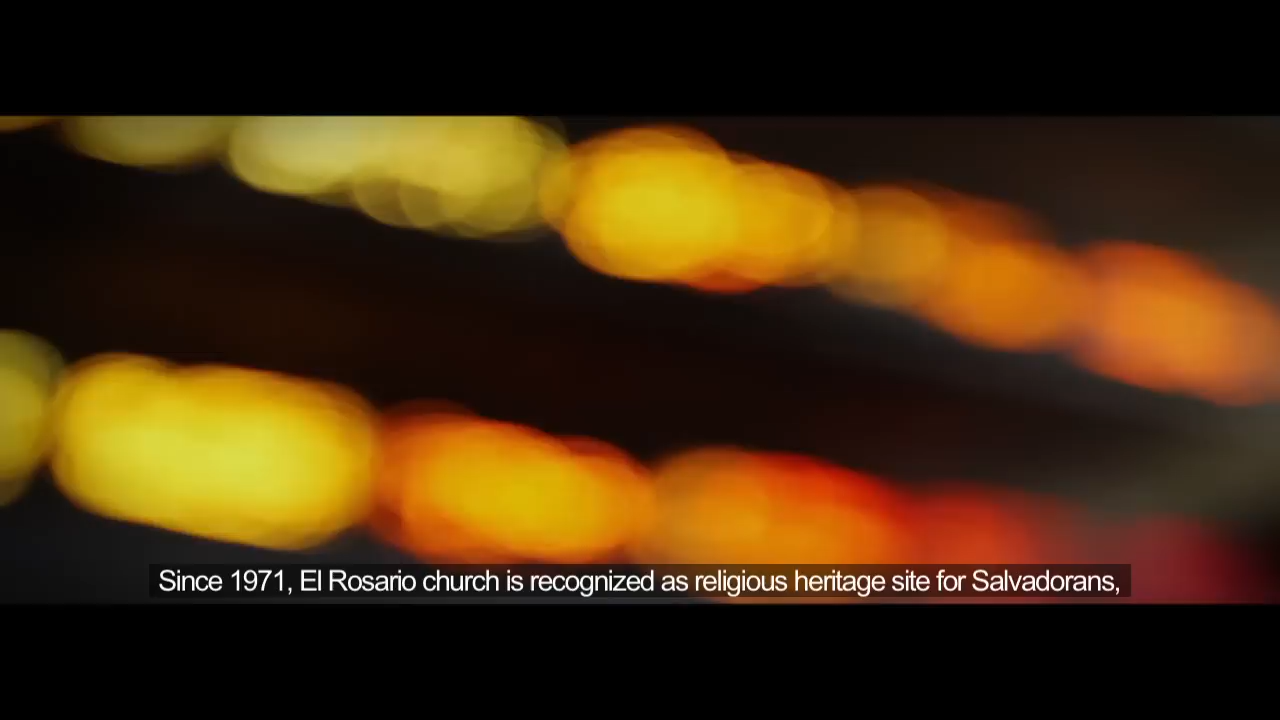 Since 1971, El Rosario church is recognized as religious heritage site for Salvadorans,